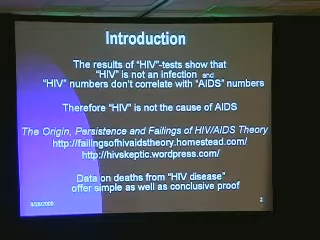 Introduction
The results of "HIV"-tests show that
"HIV" is not an infection and
"HIV" numbers don't correlate with "AIDS" numbers
Therefore "HIV" is not the cause of AIDS
The Origin, Persistence and Failings of HIV/AIDS Theory
http://failingsofhivaidstheory.homestead.com/
http://hivskeptic.wordpress.com/
Data on deaths from "HIV disease"
offer simple as well as conclusive proof
2